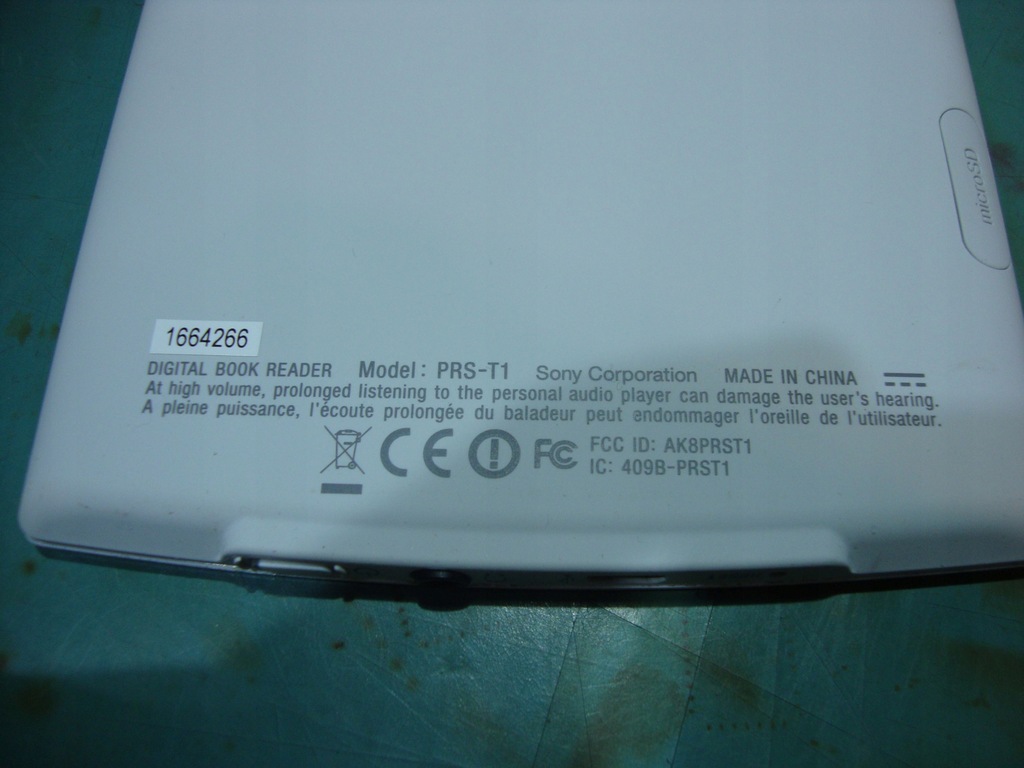 microSD
1664266
DIGITAL BOOK READER Model: PRS-T1 Sony Corporation MADE IN CHINA
At high volume, prolonged listening to the personal audio player can damage the user's hearing.
A pleine puissance, l'écoute prolongée du baladeur peut endommager l'oreille de l'utilisateur.
CE FC FCC ID: AK8PRST1
IC: 409B-PRST1